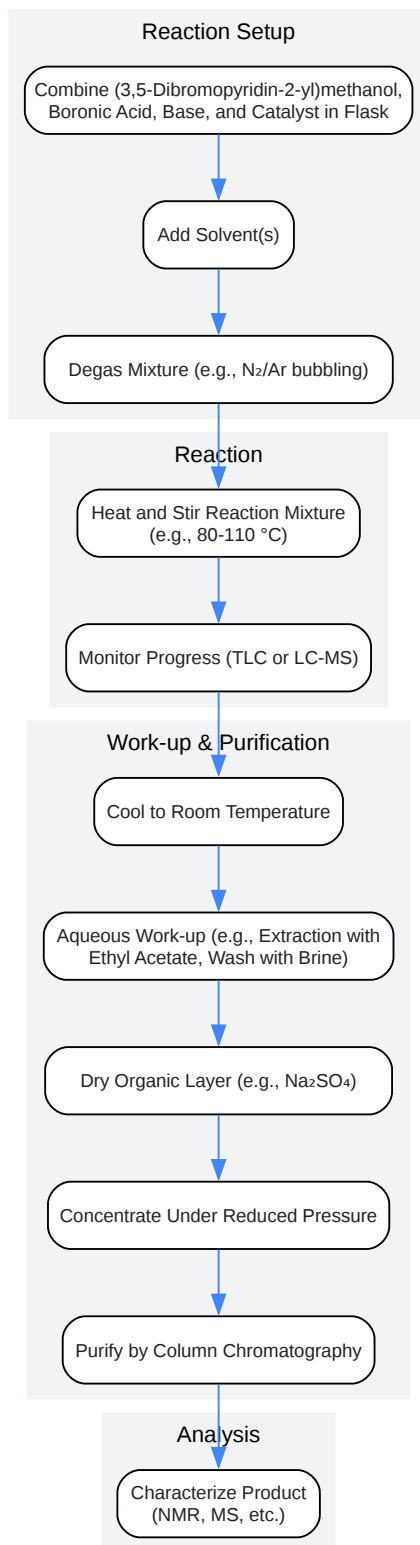 Reaction Setup
Combine (3,5-Dibromopyridin-2-yl)methanol,
Boronic Acid, Base, and Catalyst in Flask
Add Solvent(s)
Degas Mixture (e.g., N₂/Ar bubbling)
Reaction
Heat and Stir Reaction Mixture
(e.g., 80-110 °C)
Monitor Progress (TLC or LC-MS)
Work-up & Purification
Cool to Room Temperature
Aqueous Work-up (e.g., Extraction with
Ethyl Acetate, Wash with Brine)
Dry Organic Layer (e.g., Na₂SO₄)
Concentrate Under Reduced Pressure
Purify by Column Chromatography
Analysis
Characterize Product
(NMR, MS, etc.)